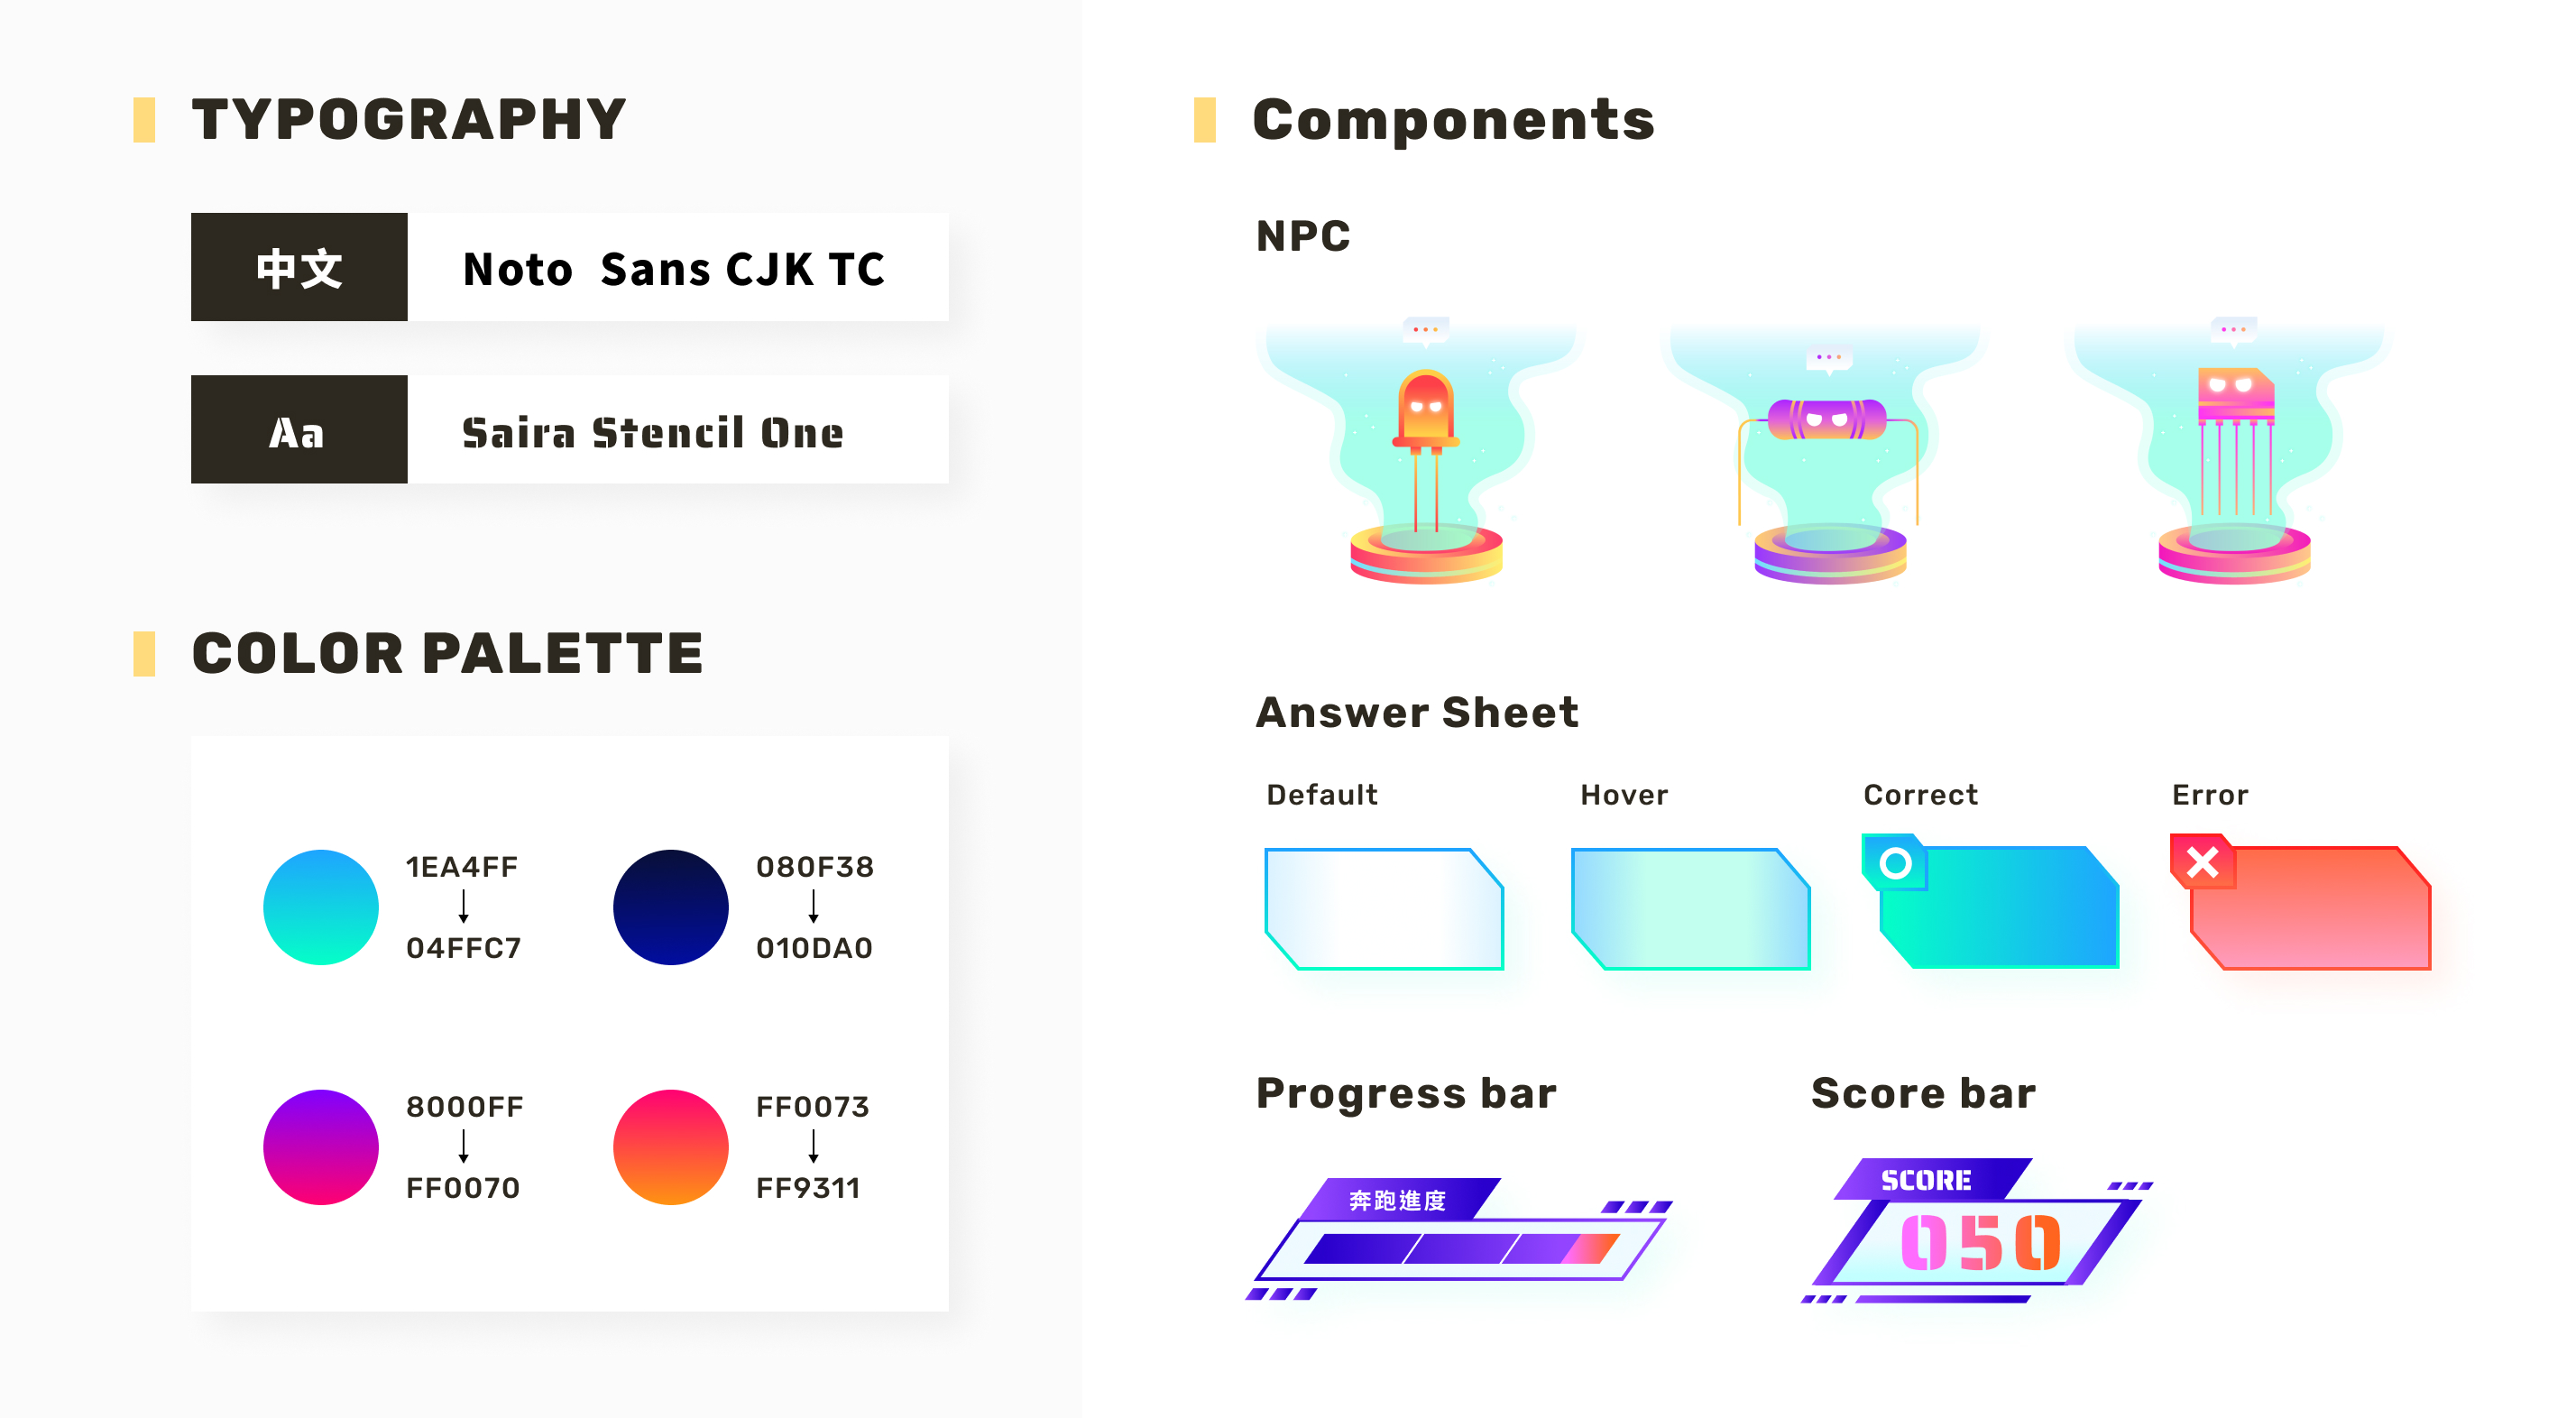 TYPOGRAPHY
中文
Noto Sans CJK TC
Aa
Saira Stencil One
COLOR PALETTE
1EA4FF
04FFC7
080F38
010DA0
8000FF
FF0070
FF0073
FF9311
Components
NPC
Answer Sheet
Default
Hover
Correct
Error
Progress bar
奔跑進度
Score bar
SCORE
050